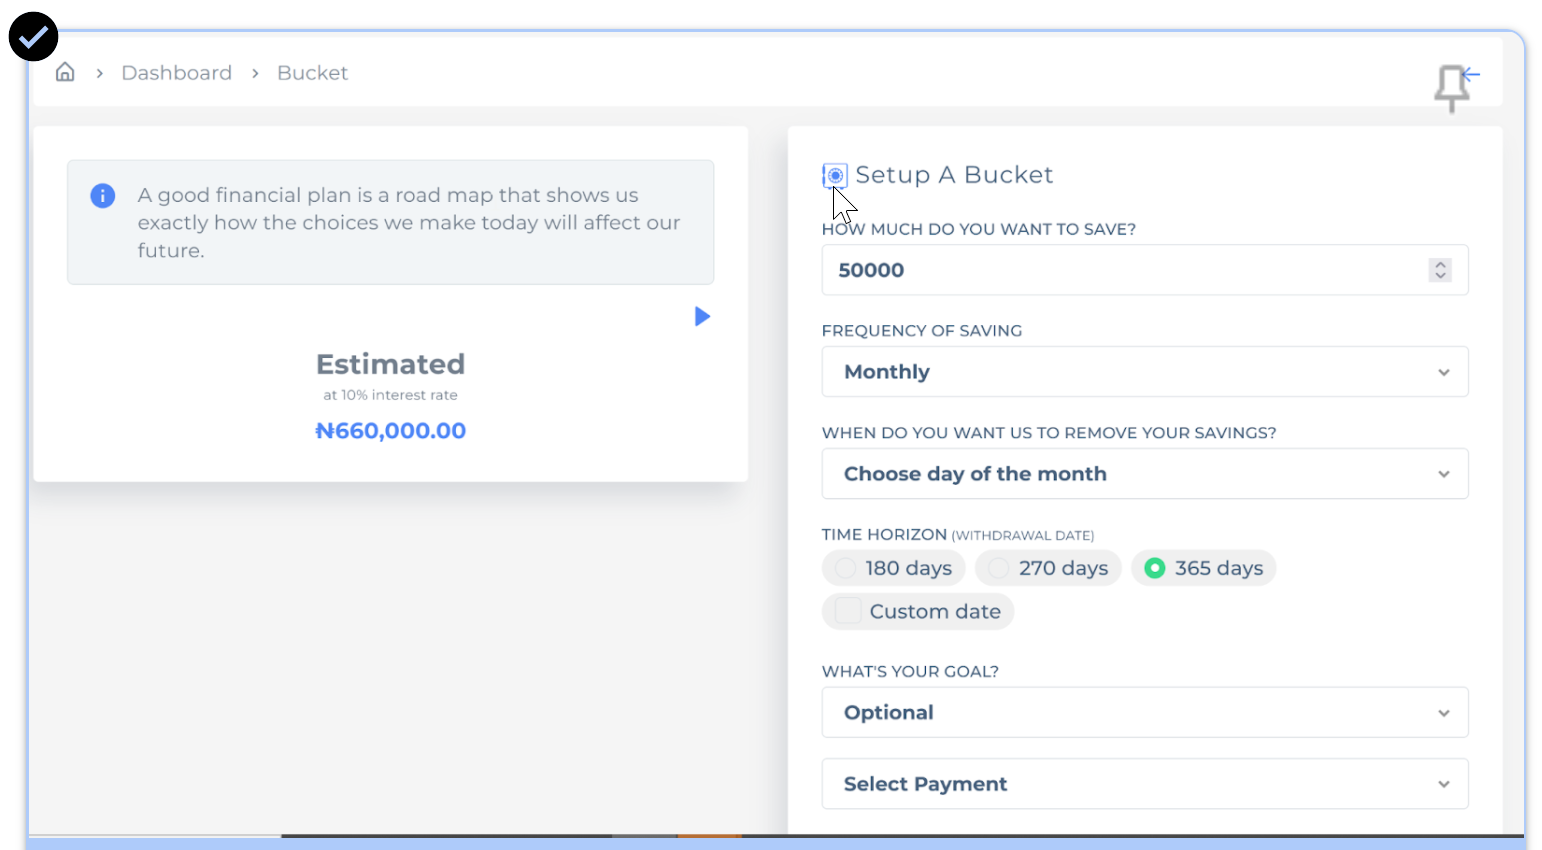 Dashboard > Bucket
A good financial plan is a road map that shows us
exactly how the choices we make today will affect our
future.
Estimated
at 10% interest rate
₦660,000.00
Setup A Bucket
HOW MUCH DO YOU WANT TO SAVE?
50000
FREQUENCY OF SAVING
Monthly
WHEN DO YOU WANT US TO REMOVE YOUR SAVINGS?
Choose day of the month
TIME HORIZON (WITHDRAWAL DATE)
180 days 270 days 365 days
Custom date
WHAT'S YOUR GOAL?
Optional
Select Payment